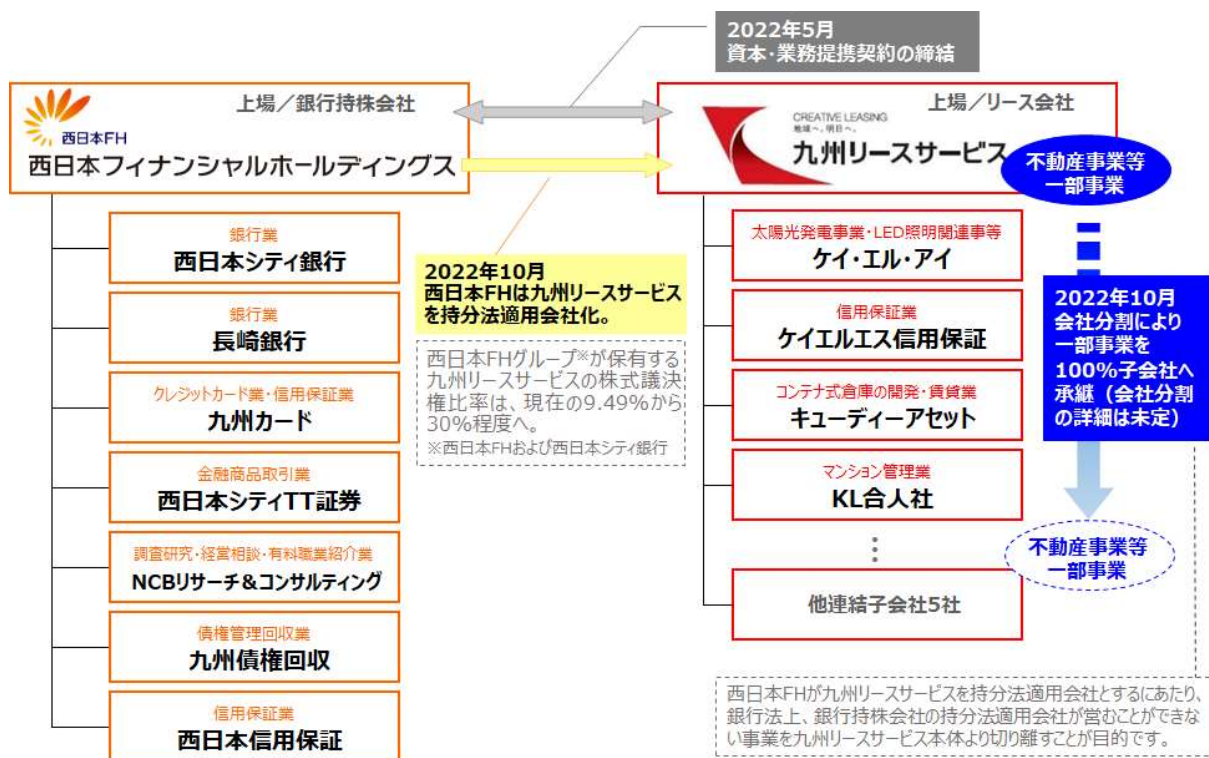 2022年5月
資本･業務提携契約の締結
上場／銀行持株会社
西日本FH
西日本フィナンシャルホールディングス
上場／リース会社
CREATIVE LEASING
地域へ。明日へ。
九州リースサービス
不動産事業等
一部事業
銀行業
西日本シティ銀行
銀行業
長崎銀行
クレジットカード業･信用保証業
九州カード
金融商品取引業
西日本シティTT証券
調査研究･経営相談･有料職業紹介業
NCBリサーチ＆コンサルティング
債権管理回収業
九州債権回収
信用保証業
西日本信用保証
2022年10月
西日本FHは九州リースサービス
を持分法適用会社化。
西日本FHグループ※が保有する
九州リースサービスの株式議決
権比率は、現在の9.49%から
30%程度へ。
※西日本FHおよび西日本シティ銀行
太陽光発電事業･LED照明関連事等
ケイ･エル･アイ
信用保証業
ケイエルエス信用保証
コンテナ式倉庫の開発･賃貸業
キューディーアセット
マンション管理業
KL合人社
他連結子会社5社
2022年10月
会社分割により
一部事業を
100%子会社へ
承継（会社分割
の詳細は未定）
不動産事業等
一部事業
西日本FHが九州リースサービスを持分法適用会社とするにあたり、
銀行法上、銀行持株会社の持分法適用会社が営むことができな
い事業を九州リースサービス本体より切り離すことが目的です。